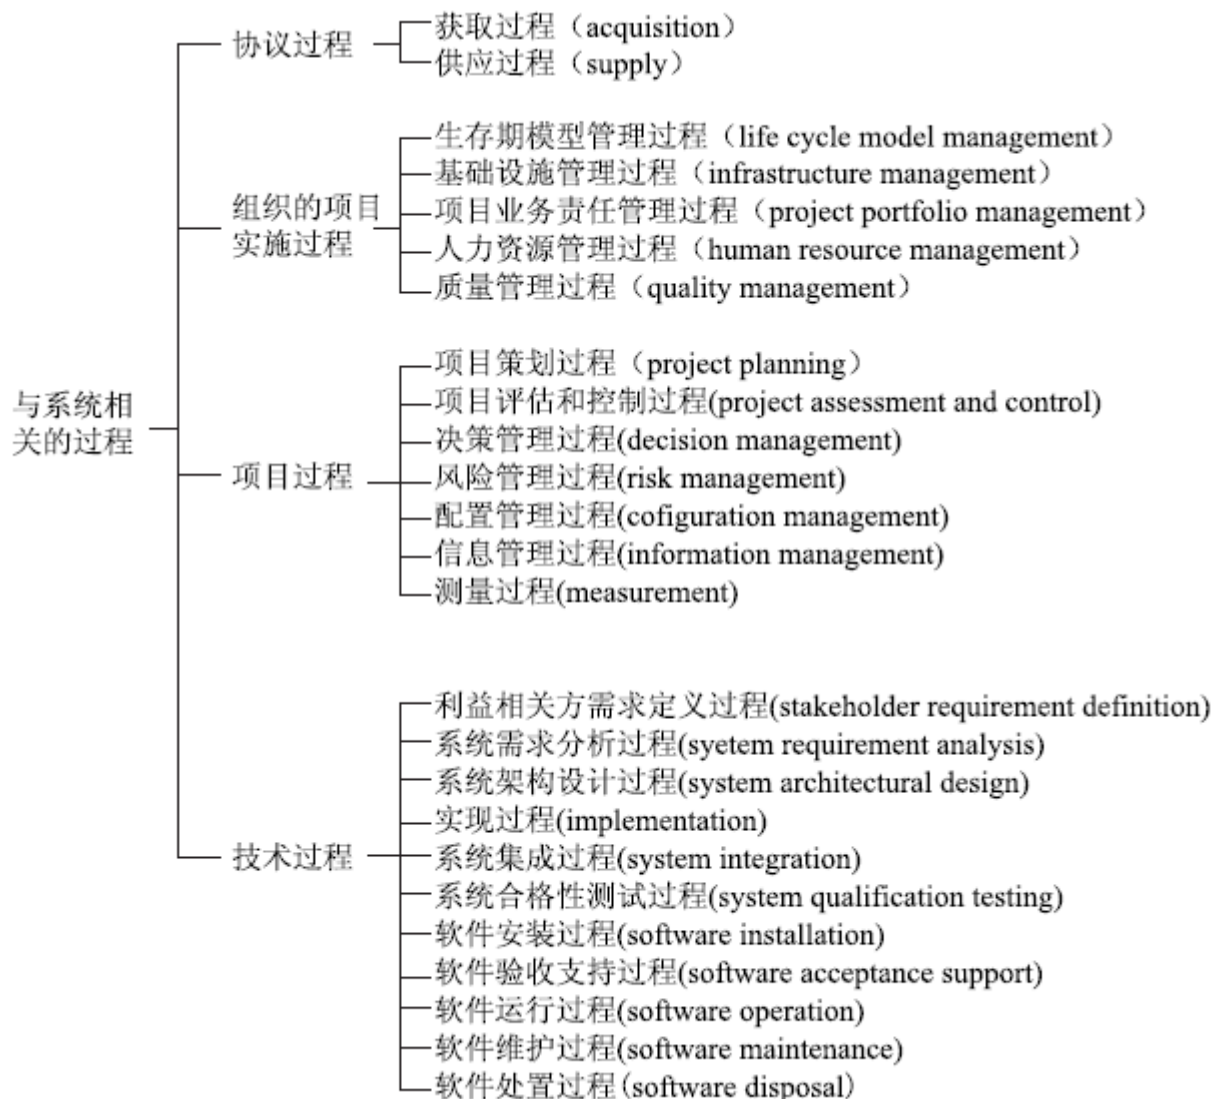 与系统相
关的过程
协议过程
获取过程（acquisition）
供应过程（supply）
组织的项目
实施过程
生存期模型管理过程（life cycle model management）
基础设施管理过程（infrastructure management）
项目业务责任管理过程（project portfolio management）
人力资源管理过程（human resource management）
质量管理过程（quality management）
项目过程
项目策划过程（project planning）
项目评估和控制过程(project assessment and control)
决策管理过程(decision management)
风险管理过程(risk management)
配置管理过程(cofiguration management)
信息管理过程(information management)
测量过程(measurement)
技术过程
利益相关方需求定义过程(stakeholder requirement definition)
系统需求分析过程(syetem requirement analysis)
系统架构设计过程(system architectural design)
实现过程(implementation)
系统集成过程(system integration)
系统合格性测试过程(system qualification testing)
软件安装过程(software installation)
软件验收支持过程(software acceptance support)
软件运行过程(software operation)
软件维护过程(software maintenance)
软件处置过程(software disposal)